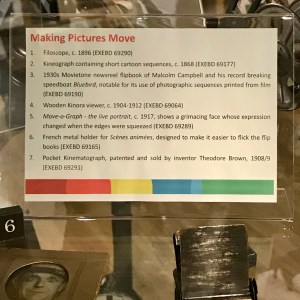 Making Pictures Move
1. Filoscope, c. 1896 (EXEBD 69290)
2. Kineograph containing short cartoon sequences, c. 1868 (EXEBD 69177)
3. 1930s Movietone newsreel flipbook of Malcolm Campbell and his record breaking
speedboat Bluebird, notable for its use of photographic sequences printed from film
(EXEBD 69190)
4. Wooden Kinora viewer, c. 1904-1912 (EXEBD 69064)
5. Move-a-Graph - the live portrait, c. 1917, shows a grimacing face whose expression
changed when the edges were squeezed (EXEBD 69289)
6. French metal holder for Scènes animées, designed to make it easier to flick the flip
books (EXEBD 69165)
7. Pocket Kinematograph, patented and sold by inventor Theodore Brown, 1908/9
(EXEBD 69291)
6